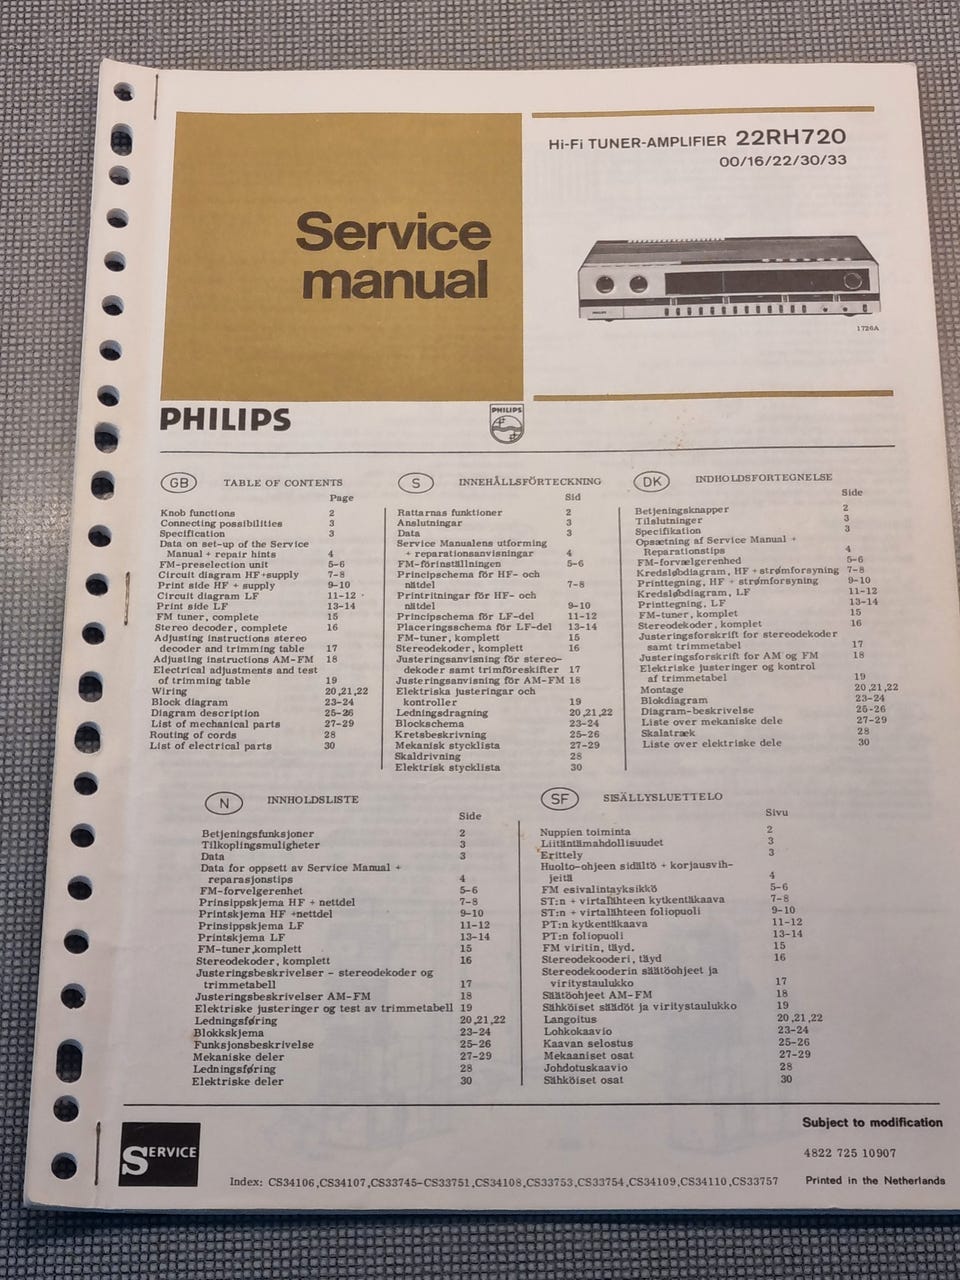 Service
manual
Hi-Fi TUNER-AMPLIFIER 22RH720
00/16/22/30/33
PHILIPS
1726A
PHILIPS
PHILIPS
GB TABLE OF CONTENTS
Page
Knob functions 2
Connecting possibilities 3
Specification 3
Data on set-up of the Service
Manual + repair hints 4
FM-preselection unit 5-6
Circuit diagram HF+supply 7-8
Print side HF + supply 9-10
Circuit diagram LF 11-12
Print side LF 13-14
FM tuner, complete 15
Stereo decoder, complete 16
Adjusting instructions stereo
decoder and trimming table 17
Adjusting instructions AM-FM 18
Electrical adjustments and test
of trimming table 19
Wiring 20,21,22
Block diagram 23-24
Diagram description 25-26
List of mechanical parts 27-29
Routing of cords 28
List of electrical parts 30
S INNEHÅLLSFÖRTECKNING
Sid
Rattarnas funktioner 2
Anslutningar 3
Data 3
Service Manualens utforming
+ reparationsanvisningar 4
FM-förinställningen 5-6
Principschema för HF- och
nätdel 7-8
Printritningar för HF- och
nätdel 9-10
Principschema för LF-del 11-12
Placeringsschema för LF-del 13-14
FM-tuner, komplett 15
Stereodekoder, komplett 16
Justeringsanvisning för stereo-
dekoder samt trimföreskifter 17
Justeringsanvisning för AM-FM 18
Elektriska justeringar och
kontroller 19
Ledningsdragning 20,21,22
Blockschema 23-24
Kretsbeskrivning 25-26
Mekanisk stycklista 27-29
Skaldrivning 28
Elektrisk stycklista 30
DK INDHOLDSFORTEGNELSE
Side
Betjeningsknapper 2
Tilslutninger 3
Specifikation 3
Opsætning af Service Manual +
Reparationstips 4
FM-forvælgerenhed 5-6
Kredsløbdiagram, HF + strømforsyning 7-8
Printtegning, HF + strømforsyning 9-10
Kredsløbdiagram, LF 11-12
Printtegning, LF 13-14
FM-tuner, komplet 15
Stereodekoder, komplet 16
Justeringsforskrift for stereodekoder
samt trimmetabel 17
Justeringsforskrift for AM og FM 18
Elektriske justeringer og kontrol
af trimmetabel 19
Montage 20,21,22
Blokdiagram 23-24
Diagram-beskrivelse 25-26
Liste over mekaniske dele 27-29
Skalatræk 28
Liste over elektriske dele 30
N INNHOLDSLISTE
Side
Betjeningsfunksjoner 2
Tilkoplingsmuligheter 3
Data 3
Data for oppsett av Service Manual +
reparasjonstips 4
FM-forvelgerenhet 5-6
Prinsippskjema HF + nettdel 7-8
Printskjema HF +nettdel 9-10
Prinsippskjema LF 11-12
Printskjema LF 13-14
FM-tuner,komplett 15
Stereodekoder, komplett 16
Justeringsbeskrivelser - stereodekoder og
trimmetabell 17
Justeringsbeskrivelser AM-FM 18
Elektriske justeringer og test av trimmetabell 19
Ledningsføring 20,21,22
Blokkskjema 23-24
Funksjonsbeskrivelse 25-26
Mekaniske deler 27-29
Ledningsføring 28
Elektriske deler 30
SF SISÄLLYSLUETTELO
Sivu
Nuppien toiminta 2
Liitäntämahdollisuudet 3
Erittely 3
Huolto-ohjeen sidältö + korjausvih-
jeitä 4
FM esivalintayksikkö 5-6
ST:n + virtalähteen kytkentäkaava 7-8
ST:n + virtalähteen foliopuoli 9-10
PT:n kytkentäkaava 11-12
PT:n foliopuoli 13-14
FM viritin, täyd. 15
Stereodekooderi, täyd 16
Stereodekooderin säätöohjeet ja
viritystaulukko 17
Säätöohjeet AM-FM 18
Sähköiset säädöt ja viritystaulukko 19
Langoitus 20,21,22
Lohkokaavio 23-24
Kaavan selostus 25-26
Mekaaniset osat 27-29
Johdotuskaavio 28
Sähköiset osat 30
SERVICE
Subject to modification
4822 725 10907
Index: CS34106,CS34107,CS33745-CS33751,CS34108,CS33753,CS33754,CS34109,CS34110,CS33757
Printed in the Netherlands